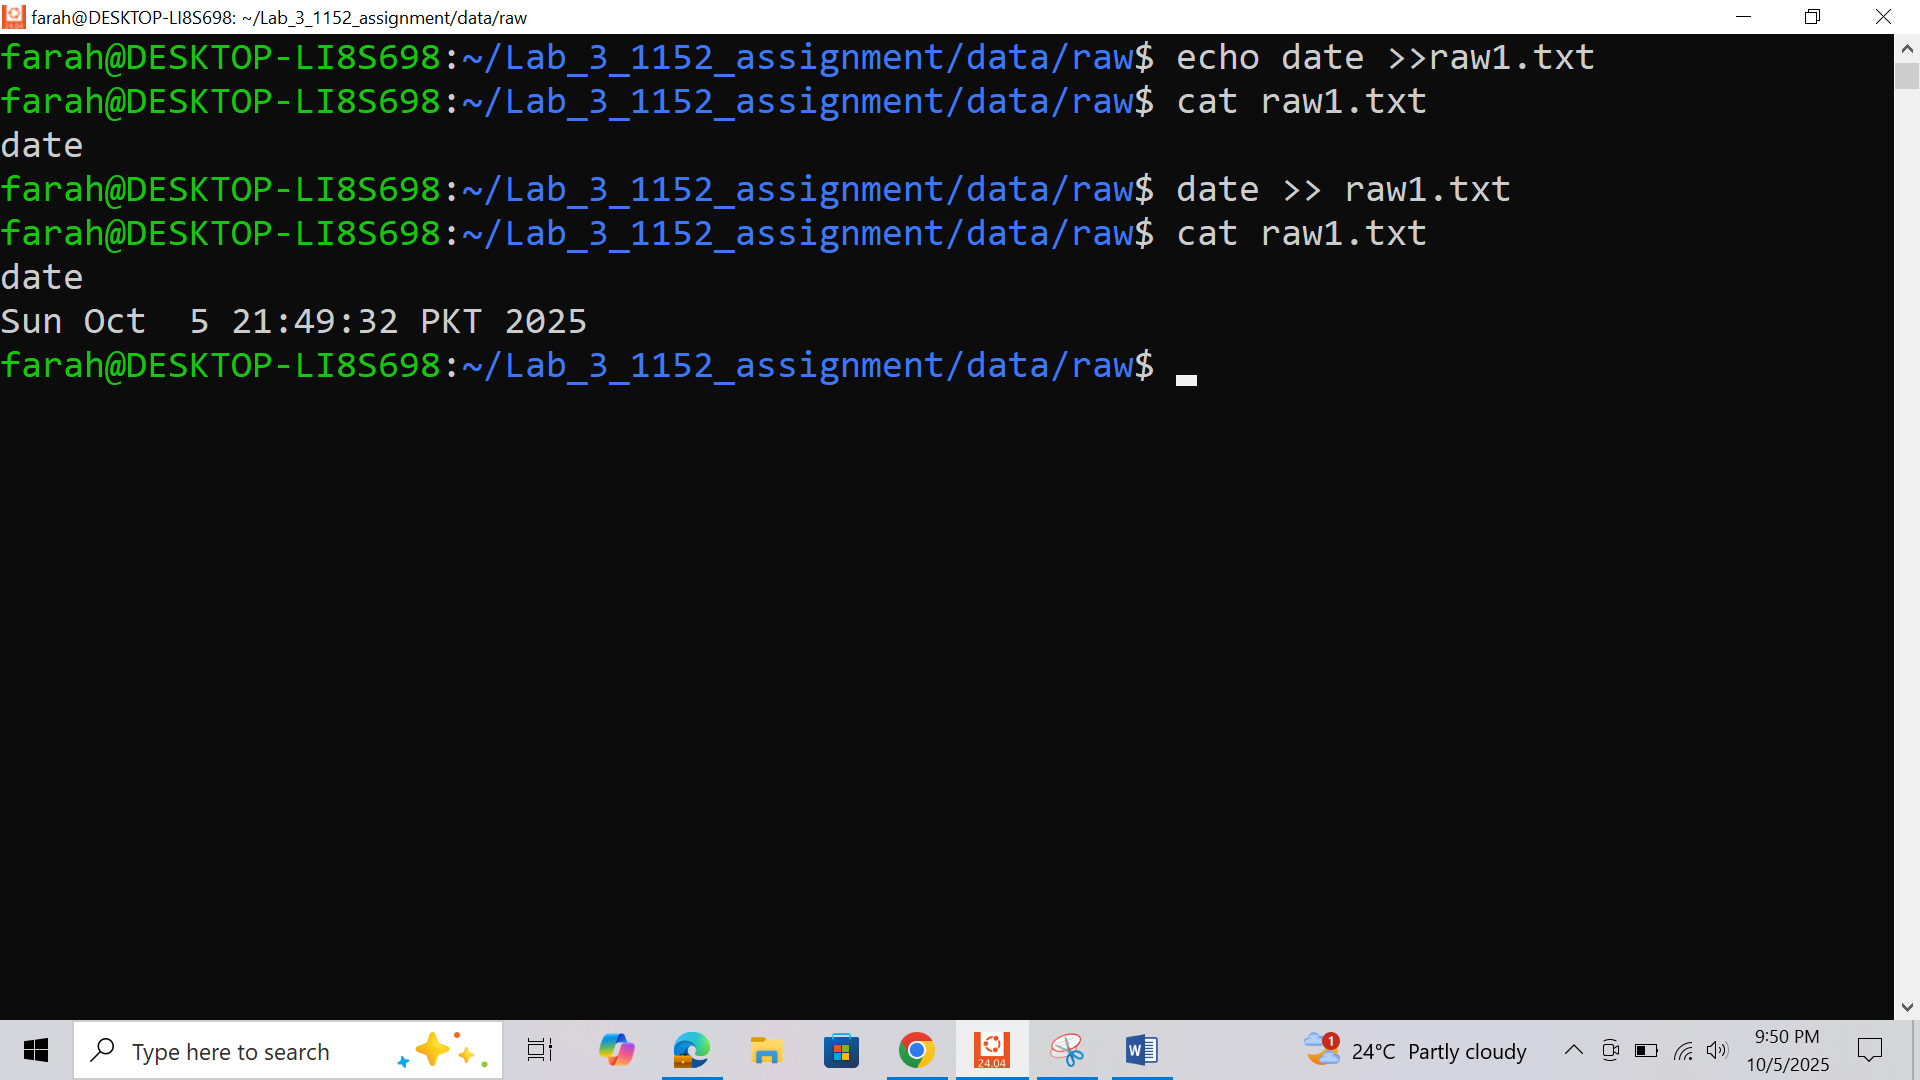 farah@DESKTOP-LI8S698: ~/Lab_3_1152_assignment/data/raw
farah@DESKTOP-LI8S698:~/Lab_3_1152_assignment/data/raw$ echo date >>raw1.txt
farah@DESKTOP-LI8S698:~/Lab_3_1152_assignment/data/raw$ cat raw1.txt
date
farah@DESKTOP-LI8S698:~/Lab_3_1152_assignment/data/raw$ date >> raw1.txt
farah@DESKTOP-LI8S698:~/Lab_3_1152_assignment/data/raw$ cat raw1.txt
date
Sun Oct  5 21:49:32 PKT 2025
farah@DESKTOP-LI8S698:~/Lab_3_1152_assignment/data/raw$
Type here to search
24.04
W
1
24°C Partly cloudy
9:50 PM
10/5/2025